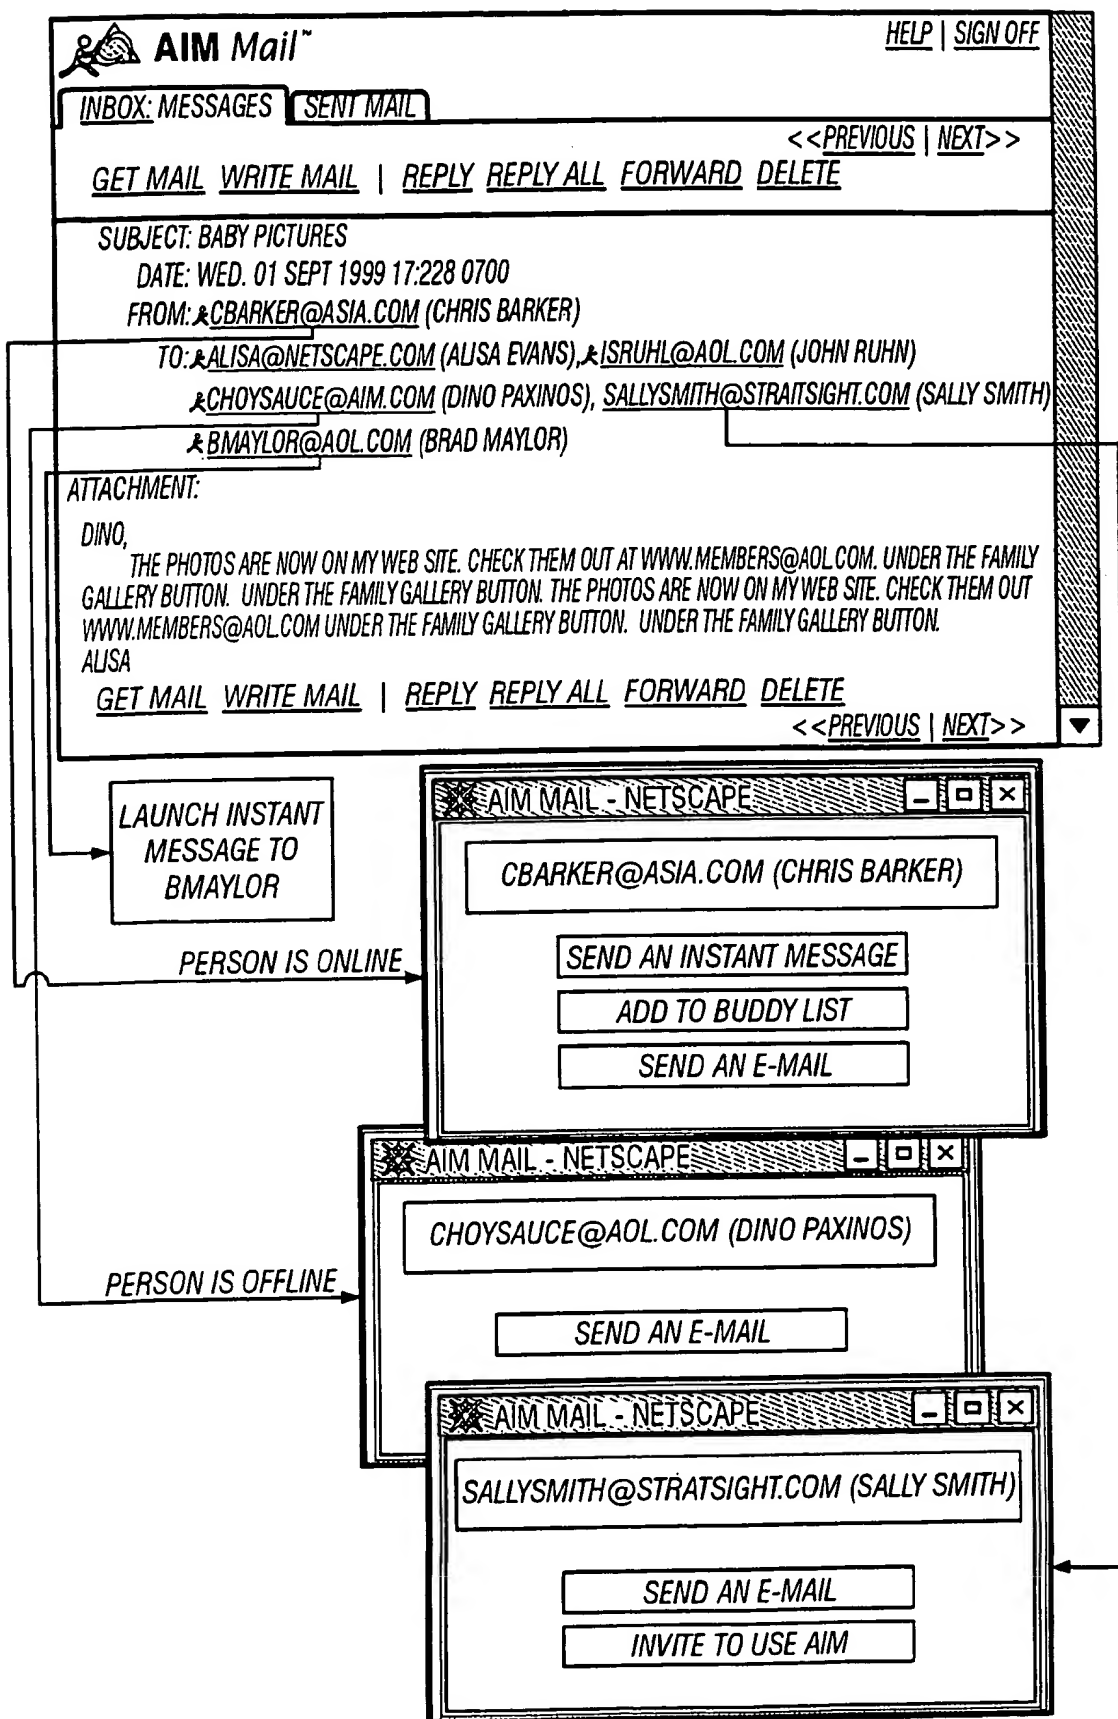 AIM Mail™
HELP | SIGN OFF
INBOX: MESSAGES SENT MAIL
<<PREVIOUS | NEXT>>
GET MAIL WRITE MAIL | REPLY REPLY ALL FORWARD DELETE
SUBJECT: BABY PICTURES
DATE: WED. 01 SEPT 1999 17:228 0700
FROM: CBARKER@ASIA.COM (CHRIS BARKER)
TO: ALISA@NETSCAPE.COM (ALISA EVANS), ISRUHL@AOL.COM (JOHN RUHN)
CHOYSAUCE@AIM.COM (DINO PAXINOS), SALLYSMITH@STRAITSIGHT.COM (SALLY SMITH)
BMAYLOR@AOL.COM (BRAD MAYLOR)
ATTACHMENT:
DINO,
THE PHOTOS ARE NOW ON MY WEB SITE. CHECK THEM OUT AT WWW.MEMBERS@AOL.COM. UNDER THE FAMILY
GALLERY BUTTON. UNDER THE FAMILY GALLERY BUTTON. THE PHOTOS ARE NOW ON MY WEB SITE. CHECK THEM OUT
WWW.MEMBERS@AOL.COM UNDER THE FAMILY GALLERY BUTTON. UNDER THE FAMILY GALLERY BUTTON.
ALISA
GET MAIL WRITE MAIL | REPLY REPLY ALL FORWARD DELETE
<<PREVIOUS | NEXT>>
LAUNCH INSTANT
MESSAGE TO
BMAYLOR
AIM MAIL - NETSCAPE
CBARKER@ASIA.COM (CHRIS BARKER)
PERSON IS ONLINE
SEND AN INSTANT MESSAGE
ADD TO BUDDY LIST
SEND AN E-MAIL
AIM MAIL - NETSCAPE
CHOYSAUCE@AOL.COM (DINO PAXINOS)
PERSON IS OFFLINE
SEND AN E-MAIL
AIM MAIL - NETSCAPE
SALLYSMITH@STRATSIGHT.COM (SALLY SMITH)
SEND AN E-MAIL
INVITE TO USE AIM